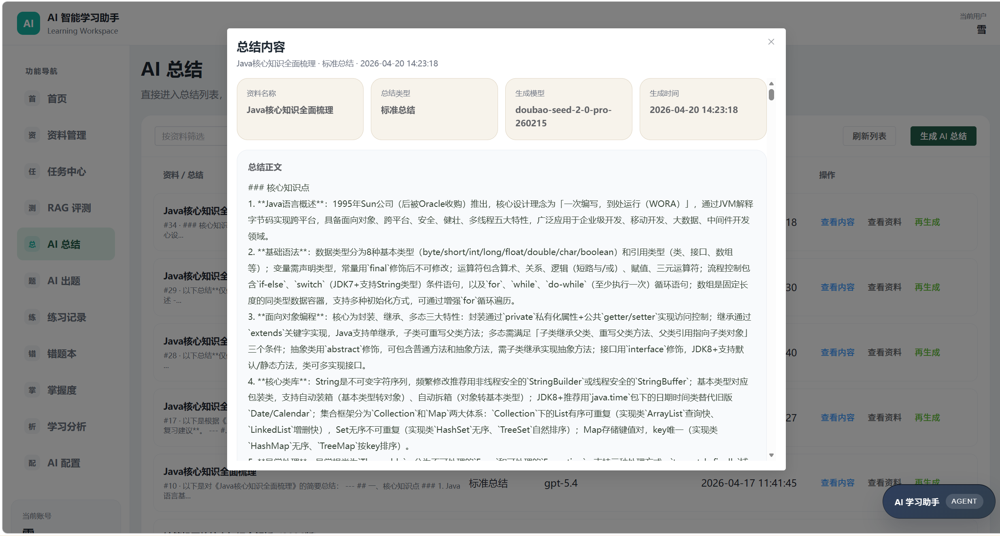 AI
AI 智能学习助手
Learning Workspace
当前用户
雪
功能导航
首 首页
资 资料管理
任 任务中心
测 RAG 评测
总 AI 总结
题 AI 出题
练 练习记录
错 错题本
掌 掌握度
析 学习分析
配 AI 配置
当前账号
AI 总结
直接进入总结列表,
按资料筛选
刷新列表
生成 AI 总结
资料 / 总结
操作
Java核心知识全
#34 · ### 核心知识
心设...
18 查看内容 查看资料 再生成
Java核心知识全
#29 · 以下总结**仅
述 -...
30 查看内容 查看资料 再生成
Java核心知识全
#28 · 以下总结**仅
...
40 查看内容 查看资料 再生成
Java核心知识全
#17 · 以下是根据《
复习建议**。 --- #.
27 查看内容 查看资料 再生成
Java核心知识全面梳理
#10 · 以下是对《Java核心知识全面梳理》的简要总结： --- ## 一、核心知识点 ### 1. Java
语言基...
标准总结 gpt-5.4 2026-04-17 11:41:45 查看内容 查看资料 再生成
总结内容
Java核心知识全面梳理 · 标准总结 · 2026-04-20 14:23:18
资料名称
Java核心知识全面梳理
总结类型
标准总结
生成模型
doubao-seed-2-0-pro-
260215
生成时间
2026-04-20 14:23:18
总结正文
### 核心知识点
1. **Java语言概述**：1995年Sun公司（后被Oracle收购）推出，核心设计理念为「一次编写，到处运行（WORA）」，通过JVM解释
字节码实现跨平台，具备面向对象、跨平台、安全、健壮、多线程五大特性，广泛应用于企业级开发、移动开发、大数据、中间件开发
领域。
2. **基础语法**：数据类型分为8种基本类型（byte/short/int/long/float/double/char/boolean）和引用类型（类、接口、数组
等）；变量需声明类型，常量用`final`修饰后不可修改；运算符包含算术、关系、逻辑（短路与/或）、赋值、三元运算符；流程控制包
含`if-else`、`switch`（JDK7+支持String类型）条件语句，以及`for`、`while`、`do-while`（至少执行一次）循环语句；数组是固定长
度的同类型数据容器，支持多种初始化方式，可通过增强`for`循环遍历。
3. **面向对象编程**：核心为封装、继承、多态三大特性：封装通过`private`私有化属性+公共`getter/setter`实现访问控制；继承通过
`extends`关键字实现，Java支持单继承，子类可重写父类方法；多态需满足「子类继承父类、重写父类方法、父类引用指向子类对象」
三个条件；抽象类用`abstract`修饰，可包含普通方法和抽象方法，需子类继承实现抽象方法；接口用`interface`修饰，JDK8+支持默
认/静态方法，类可多实现接口。
4. **核心类库**：String是不可变字符序列，频繁修改推荐用非线程安全的`StringBuilder`或线程安全的`StringBuffer`；基本类型对应
包装类，支持自动装箱（基本类型转对象）、自动拆箱（对象转基本类型）；JDK8+推荐用`java.time`包下的日期时间类替代旧版
`Date/Calendar`；集合框架分为`Collection`和`Map`两大体系：`Collection`下的List有序可重复（实现类`ArrayList`查询快、
`LinkedList`增删快），Set无序不可重复（实现类`HashSet`无序、`TreeSet`自然排序）；Map存储键值对，key唯一（实现类
`HashMap`无序、`TreeMap`按key排序）。
AI 学习助手 AGENT